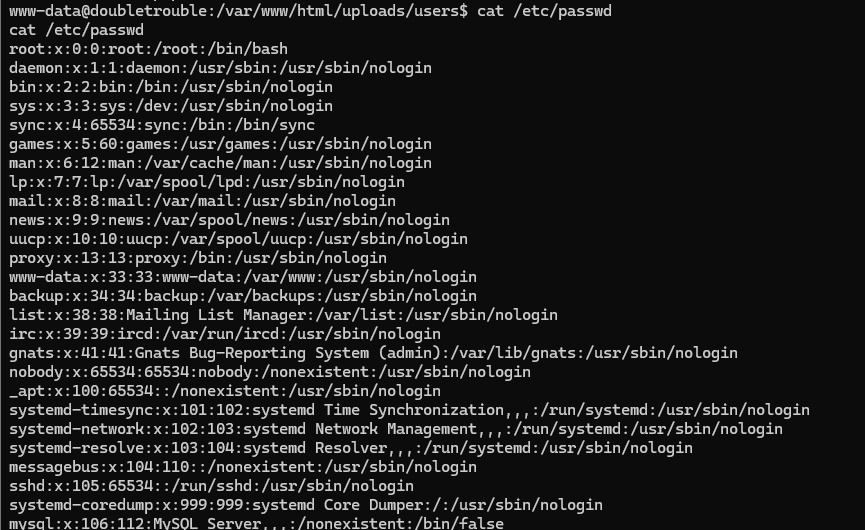 www-data@doubletrouble:/var/www/html/uploads/users$ cat /etc/passwd
cat /etc/passwd
root:x:0:0:root:/root:/bin/bash
daemon:x:1:1:daemon:/usr/sbin:/usr/sbin/nologin
bin:x:2:2:bin:/bin:/usr/sbin/nologin
sys:x:3:3:sys:/dev:/usr/sbin/nologin
sync:x:4:65534:sync:/bin:/bin/sync
games:x:5:60:games:/usr/games:/usr/sbin/nologin
man:x:6:12:man:/var/cache/man:/usr/sbin/nologin
lp:x:7:7:lp:/var/spool/lpd:/usr/sbin/nologin
mail:x:8:8:mail:/var/mail:/usr/sbin/nologin
news:x:9:9:news:/var/spool/news:/usr/sbin/nologin
uucp:x:10:10:uucp:/var/spool/uucp:/usr/sbin/nologin
proxy:x:13:13:proxy:/bin:/usr/sbin/nologin
www-data:x:33:33:www-data:/var/www:/usr/sbin/nologin
backup:x:34:34:backup:/var/backups:/usr/sbin/nologin
list:x:38:38:Mailing List Manager:/var/list:/usr/sbin/nologin
irc:x:39:39:ircd:/var/run/ircd:/usr/sbin/nologin
gnats:x:41:41:Gnats Bug-Reporting System (admin):/var/lib/gnats:/usr/sbin/nologin
nobody:x:65534:65534:nobody:/nonexistent:/usr/sbin/nologin
_apt:x:100:65534::/nonexistent:/usr/sbin/nologin
systemd-timesync:x:101:102:systemd Time Synchronization,,,:/run/systemd:/usr/sbin/nologin
systemd-network:x:102:103:systemd Network Management,,,:/run/systemd:/usr/sbin/nologin
systemd-resolve:x:103:104:systemd Resolver,,,:/run/systemd:/usr/sbin/nologin
messagebus:x:104:110::/nonexistent:/usr/sbin/nologin
sshd:x:105:65534::/run/sshd:/usr/sbin/nologin
systemd-coredump:x:999:999:systemd Core Dumper:/:/usr/sbin/nologin
mysql:x:106:112:MySQL Server,,,:/nonexistent:/bin/false